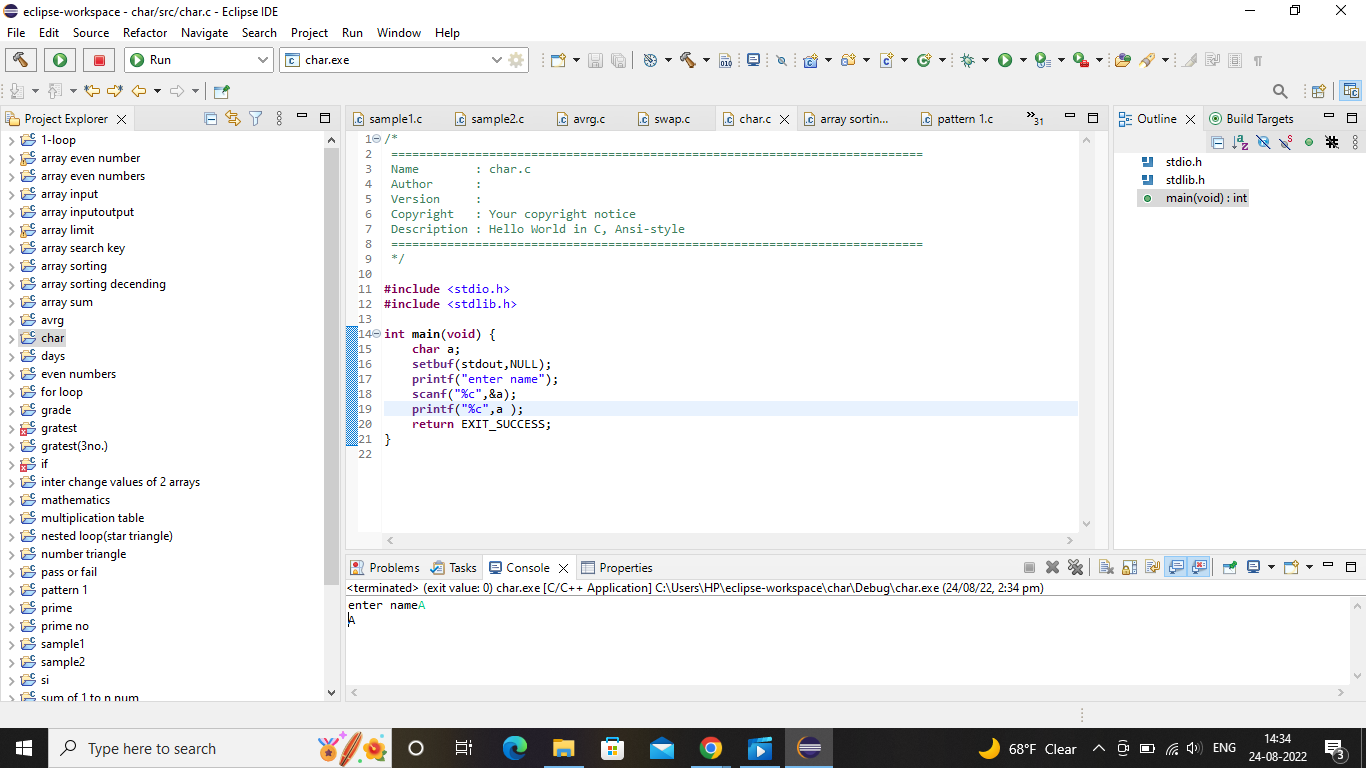 eclipse-workspace - char/src/char.c - Eclipse IDE
File Edit Source Refactor Navigate Search Project Run Window Help
Run char.exe
Project Explorer
1-loop
array even number
array even numbers
array input
array inputoutput
array limit
array search key
array sorting
array sorting decending
array sum
avrg
char
days
even numbers
for loop
grade
gratest
gratest(3no.)
if
inter change values of 2 arrays
mathematics
multiplication table
nested loop(star triangle)
number triangle
pass or fail
pattern 1
prime
prime no
sample1
sample2
si
sum of 1 to n num
sample1.c sample2.c avrg.c swap.c char.c array sortin... pattern 1.c »31
1 /*
2 ============================================================================
3 Name : char.c
4 Author :
5 Version :
6 Copyright : Your copyright notice
7 Description : Hello World in C, Ansi-style
8 ============================================================================
9 */
10
11 #include <stdio.h>
12 #include <stdlib.h>
13
14 int main(void) {
15 char a;
16 setbuf(stdout,NULL);
17 printf("enter name");
18 scanf("%c",&a);
19 printf("%c",a );
20 return EXIT_SUCCESS;
21 }
22
Outline Build Targets
stdio.h
stdlib.h
main(void) : int
Problems Tasks Console Properties
<terminated> (exit value: 0) char.exe [C/C++ Application] C:\Users\HP\eclipse-workspace\char\Debug\char.exe (24/08/22, 2:34 pm)
enter nameA
A
Type here to search
68°F Clear
ENG
14:34
24-08-2022
3